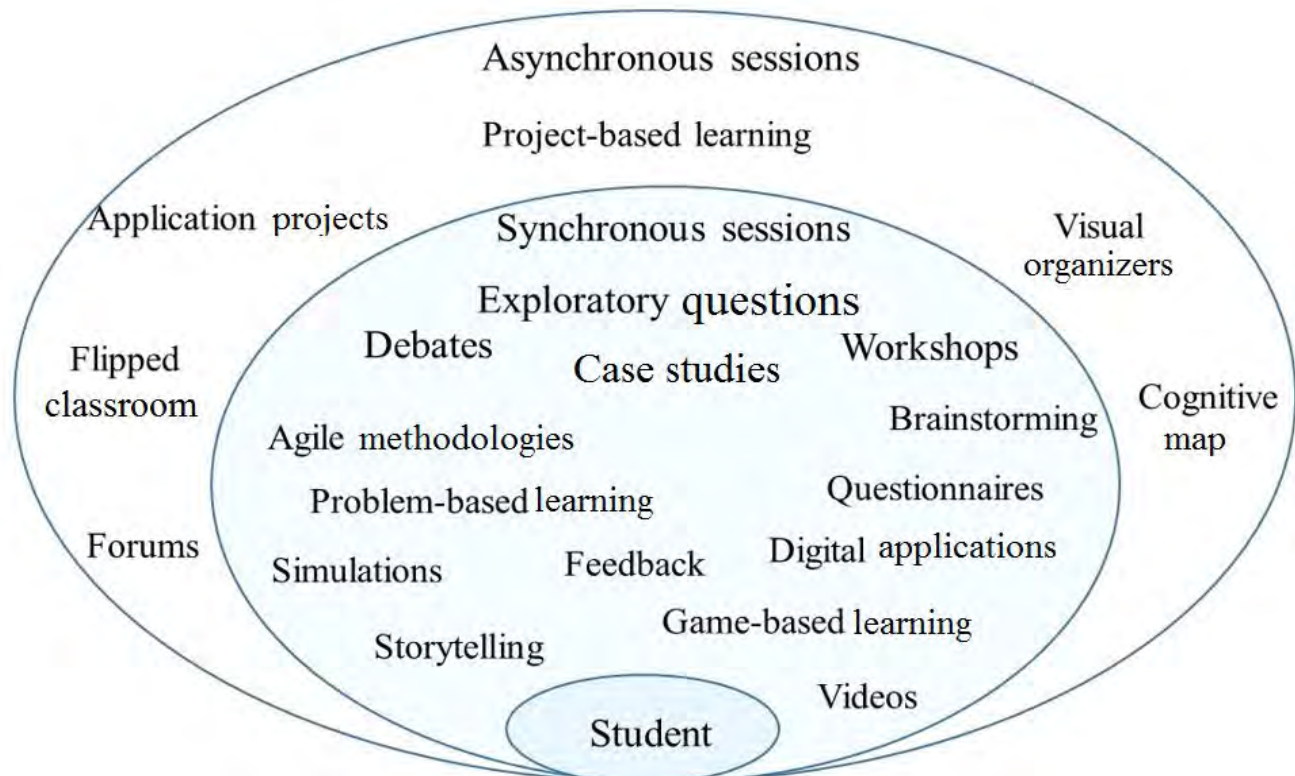 Asynchronous sessions
Project-based learning
Application projects
Visual
organizers
Flipped
classroom
Cognitive
map
Forums
Synchronous sessions
Exploratory questions
Debates
Workshops
Case studies
Brainstorming
Agile methodologies
Problem-based learning
Questionnaires
Simulations
Feedback
Digital applications
Game-based learning
Storytelling
Videos
Student